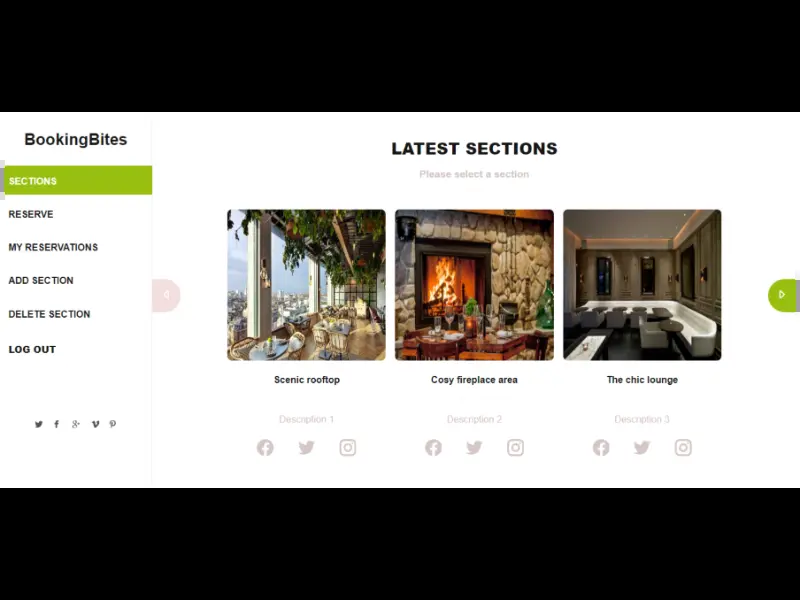 BookingBites
SECTIONS
RESERVE
MY RESERVATIONS
ADD SECTION
DELETE SECTION
LOG OUT
LATEST SECTIONS
Please select a section
Scenic rooftop
Cosy fireplace area
The chic lounge
Description 1
Description 2
Description 3